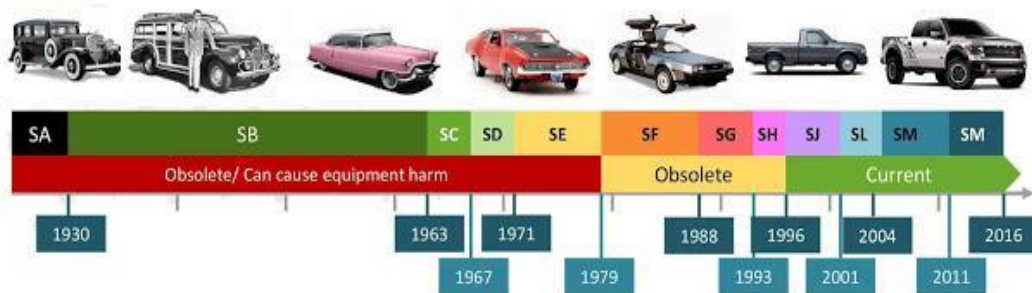 SA SB SC SD SE SF SG SH SJ SL SM SM
Obsolete/ Can cause equipment harm Obsolete Current
1930 1963 1971 1988 1996 2004 2016
1967 1979 1993 2001 2011